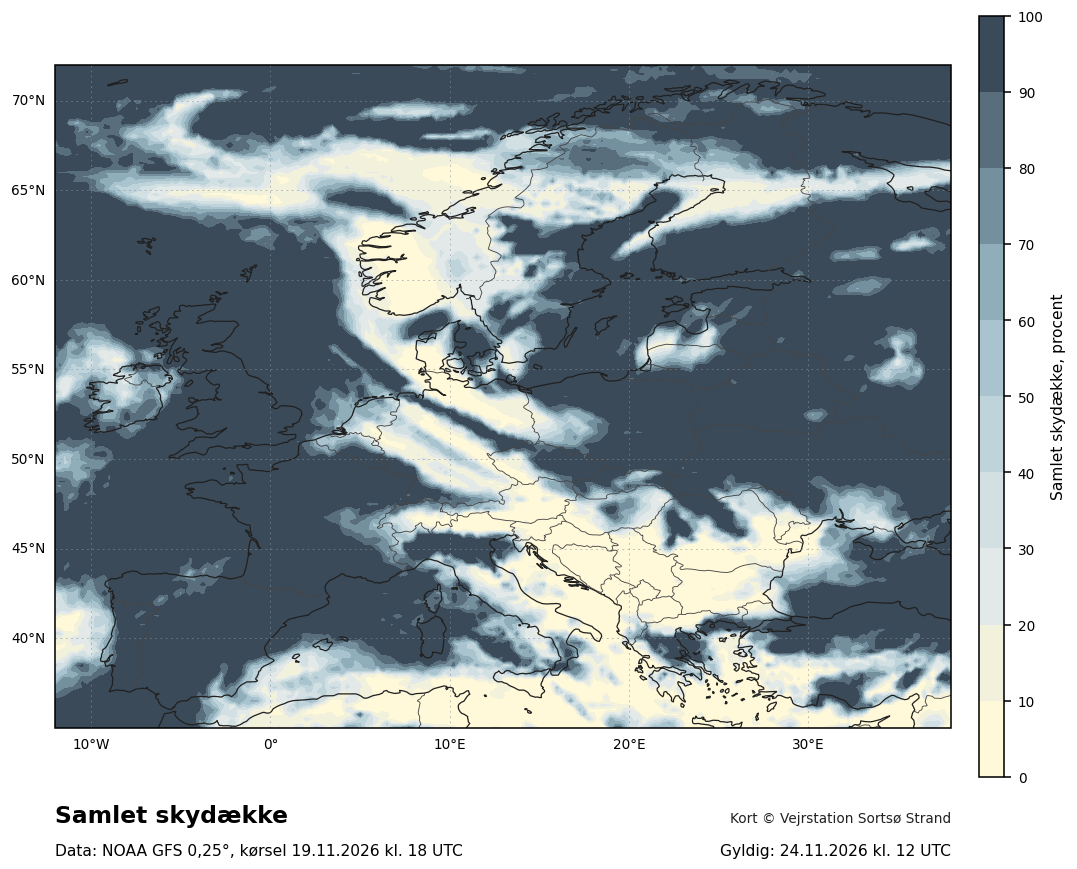 70°N
65°N
60°N
55°N
50°N
45°N
40°N
10°W 0° 10°E 20°E 30°E
100
90
80
70
60
50
40
30
20
10
0
Samlet skydække, procent
Samlet skydække
Kort © Vejrstation Sortsø Strand
Data: NOAA GFS 0,25°, kørsel 19.11.2026 kl. 18 UTC
Gyldig: 24.11.2026 kl. 12 UTC